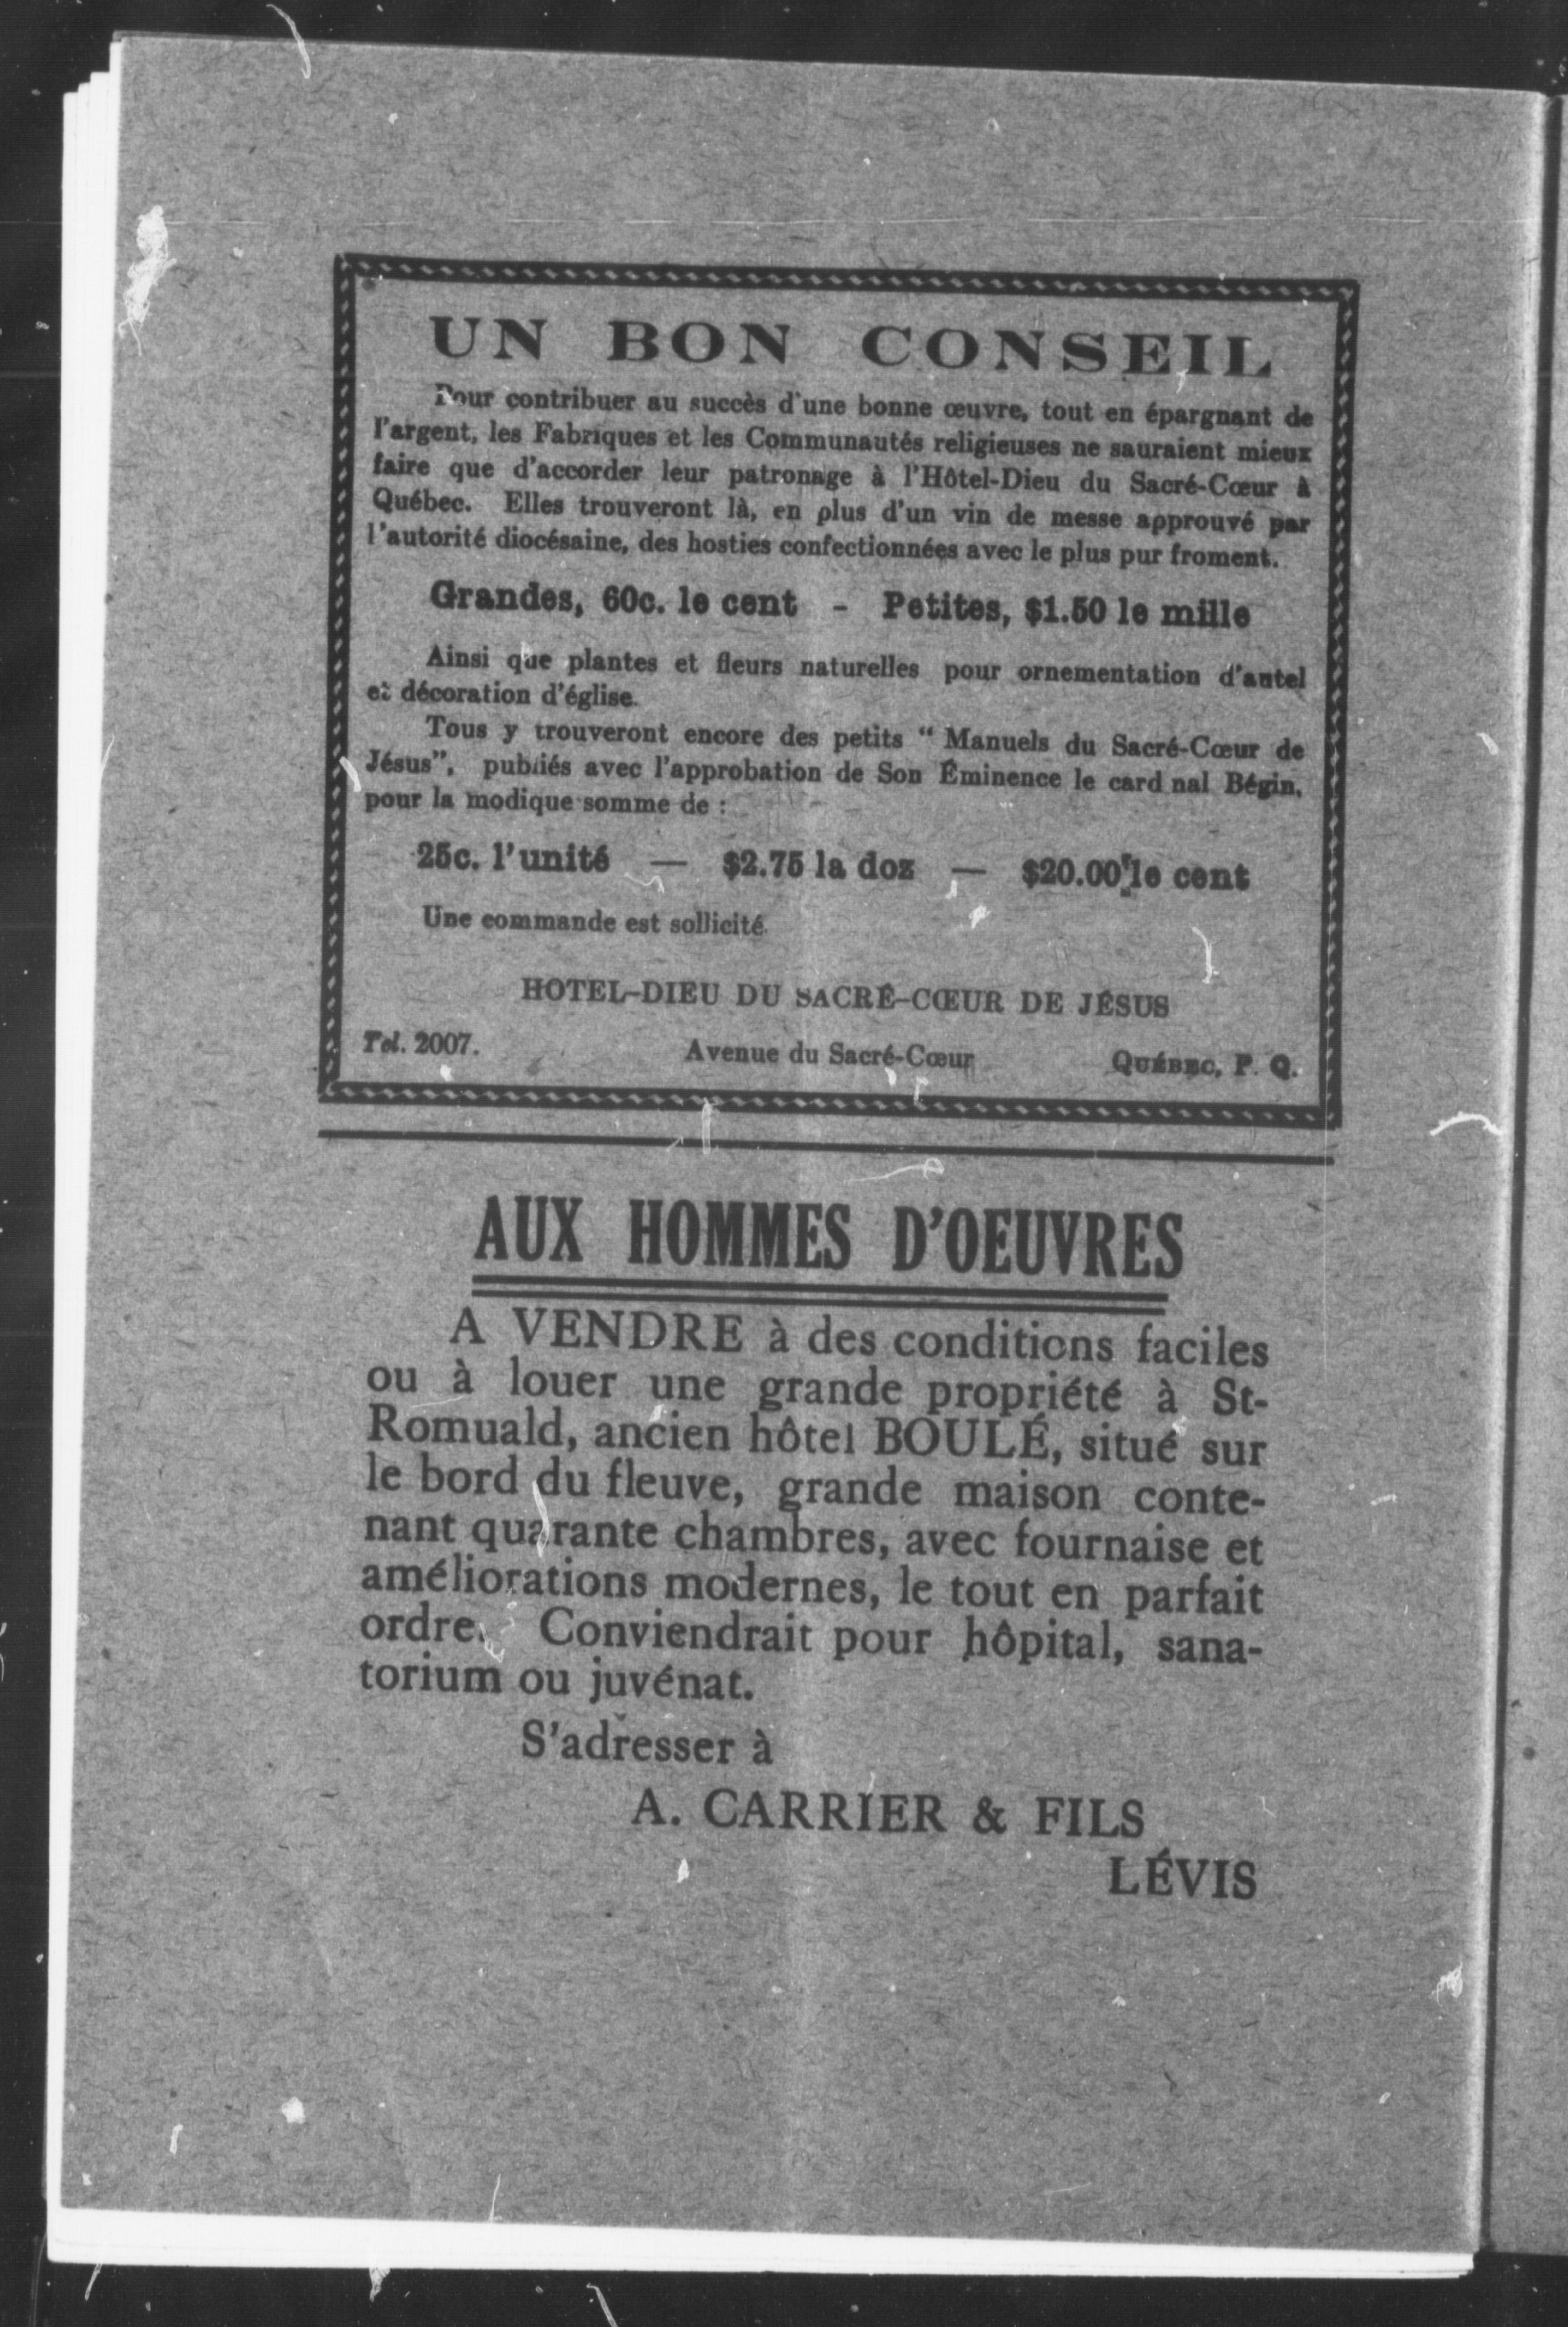 UN BON CONSEIL
Pour contribuer au succès d'une bonne œuvre, tout en épargnant de
l'argent, les Fabriques et les Communautés religieuses ne sauraient mieux
faire que d'accorder leur patronage à l'Hôtel-Dieu du Sacré-Cœur à
Québec. Elles trouveront là, en plus d'un vin de messe approuvé par
l'autorité diocésaine, des hosties confectionnées avec le plus pur froment.
Grandes, 60c. le cent - Petites, $1.50 le mille
Ainsi que plantes et fleurs naturelles pour ornementation d'autel
et décoration d'église.
Tous y trouveront encore des petits “ Manuels du Sacré-Cœur de
Jésus”, publiés avec l'approbation de Son Éminence le card nal Bégin,
pour la modique somme de :
25c. l'unité — $2.75 la doz — $20.00 le cent
Une commande est sollicité
HOTEL-DIEU DU SACRÉ-CŒUR DE JÉSUS
Tel. 2007. Avenue du Sacré-Cœur QUÉBEC, P. Q.
AUX HOMMES D'OEUVRES
A VENDRE à des conditions faciles
ou à louer une grande propriété à St-
Romuald, ancien hôtel BOULÉ, situé sur
le bord du fleuve, grande maison conte-
nant quarante chambres, avec fournaise et
améliorations modernes, le tout en parfait
ordre. Conviendrait pour hôpital, sana-
torium ou juvénat.
S'adresser à
A. CARRIER & FILS
LÉVIS